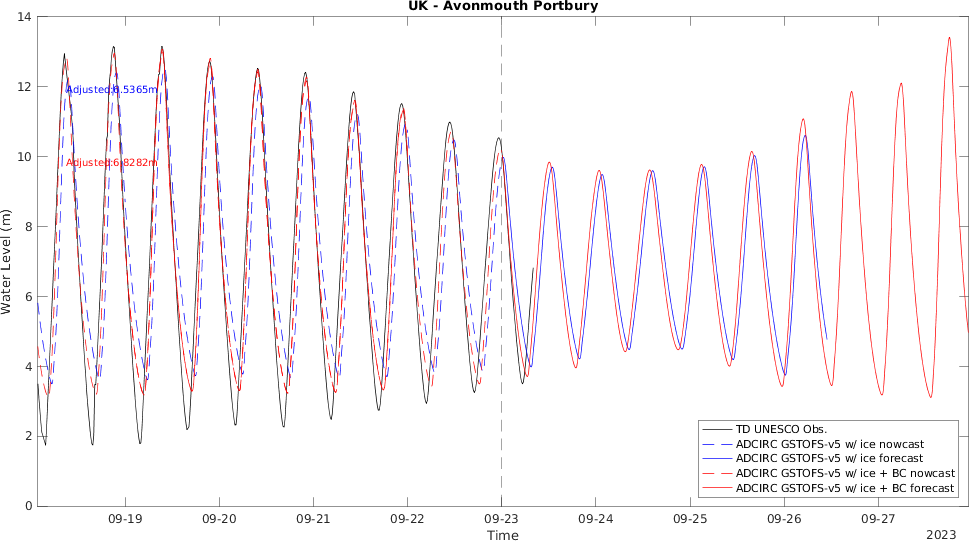 UK - Avonmouth Portbury
14
12
10
8
6
4
2
0
Water Level (m)
Adjusted:6.5365m
Adjusted:6.8282m
TD UNESCO Obs.
ADCIRC GSTOFS-v5 w/ ice nowcast
ADCIRC GSTOFS-v5 w/ ice forecast
ADCIRC GSTOFS-v5 w/ ice + BC nowcast
ADCIRC GSTOFS-v5 w/ ice + BC forecast
09-19 09-20 09-21 09-22 09-23 09-24 09-25 09-26 09-27
Time
2023